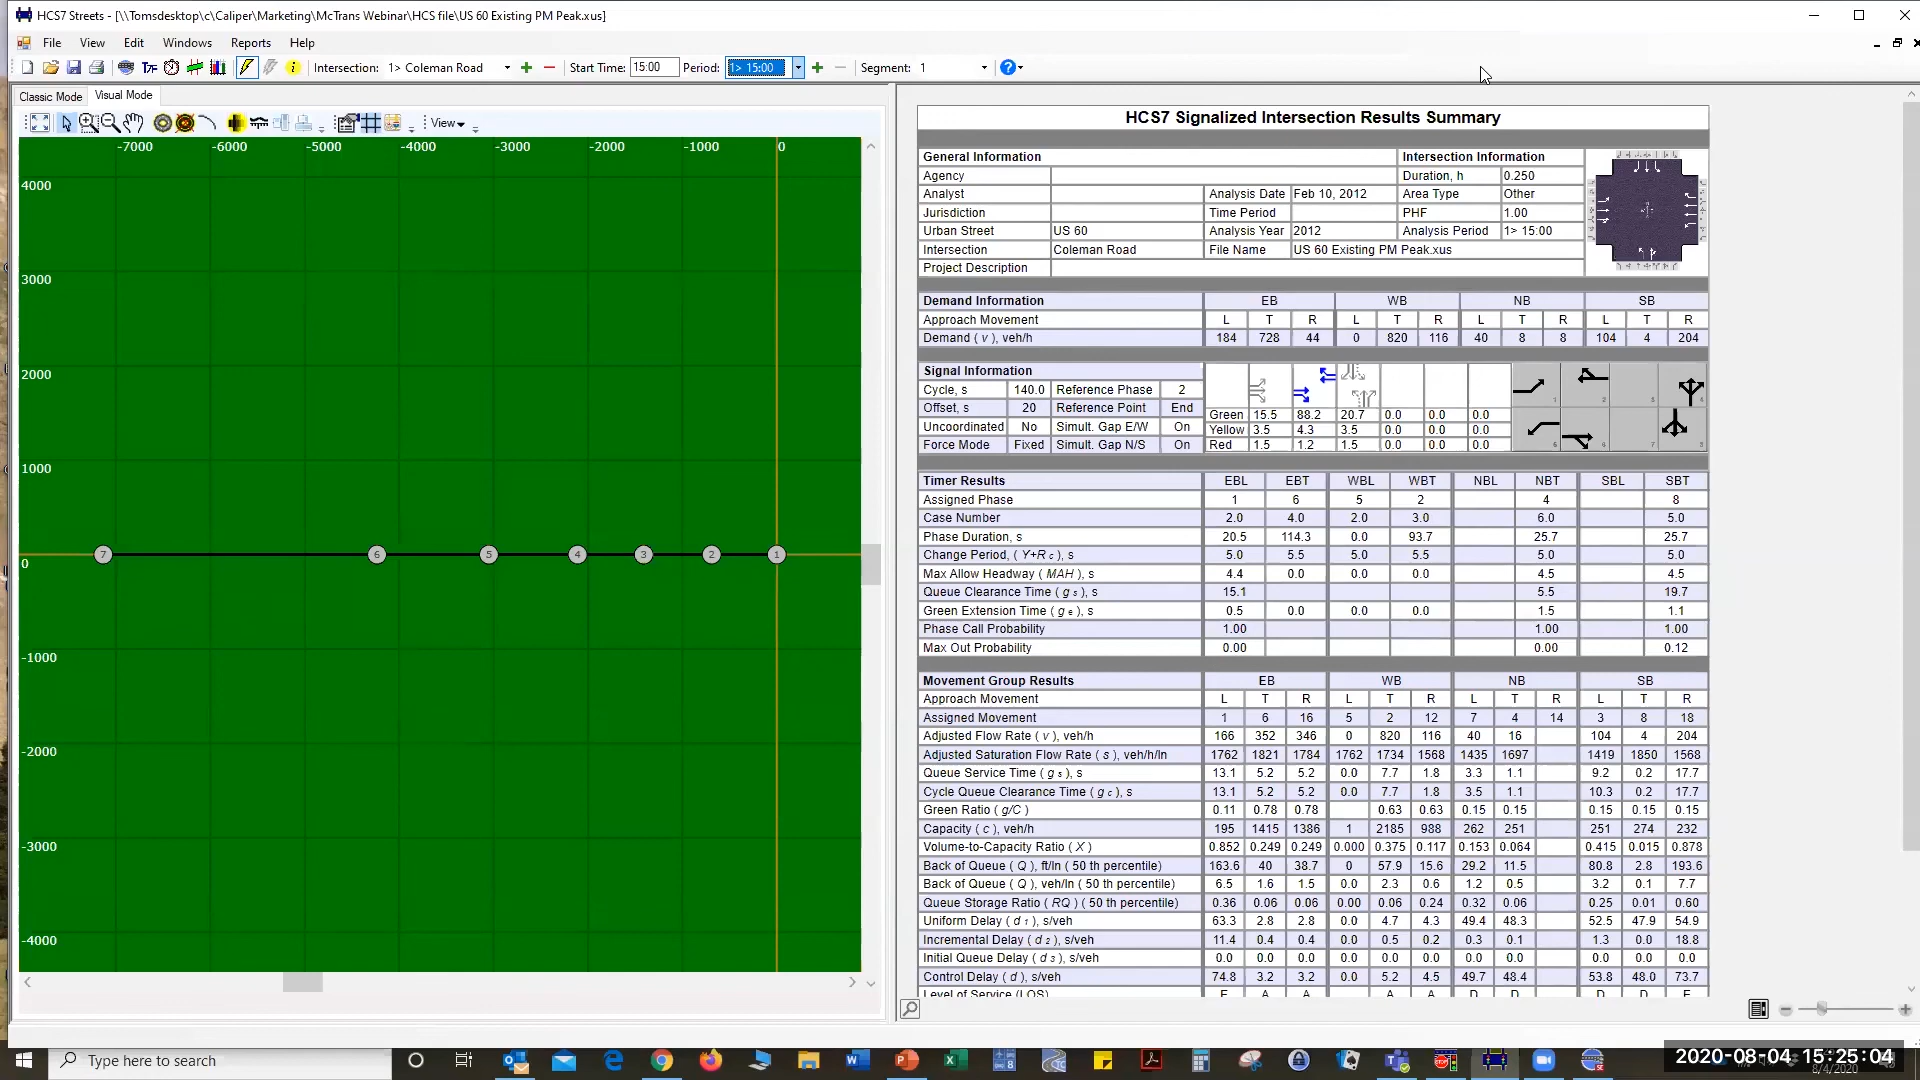 HCS7 Streets - [\\Tomsdesktop\c\Caliper\Marketing\McTrans Webinar\HCS file\US 60 Existing PM Peak.xus]
File View Edit Windows Reports Help
Intersection: 1> Coleman Road Start Time: 15:00 Period: 1> 15:00 Segment: 1
Classic Mode Visual Mode
View
-7000 -6000 -5000 -4000 -3000 -2000 -1000 0
4000
3000
2000
1000
0
-1000
-2000
-3000
-4000
7 6 5 4 3 2 1
HCS7 Signalized Intersection Results Summary
General Information Intersection Information
Agency Duration, h 0.250
Analyst Analysis Date Feb 10, 2012 Area Type Other
Jurisdiction Time Period PHF 1.00
Urban Street US 60 Analysis Year 2012 Analysis Period 1> 15:00
Intersection Coleman Road File Name US 60 Existing PM Peak.xus
Project Description
Demand Information EB WB NB SB
Approach Movement L T R L T R L T R L T R
Demand ( v ), veh/h 184 728 44 0 820 116 40 8 8 104 4 204
Signal Information
Cycle, s 140.0 Reference Phase 2
Offset, s 20 Reference Point End
Uncoordinated No Simult. Gap E/W On
Force Mode Fixed Simult. Gap N/S On
Green 15.5 88.2 20.7 0.0 0.0 0.0
Yellow 3.5 4.3 3.5 0.0 0.0 0.0
Red 1.5 1.2 1.5 0.0 0.0 0.0
Timer Results EBL EBT WBL WBT NBL NBT SBL SBT
Assigned Phase 1 6 5 2 4 8
Case Number 2.0 4.0 2.0 3.0 6.0 5.0
Phase Duration, s 20.5 114.3 0.0 93.7 25.7 25.7
Change Period, ( Y+R c ), s 5.0 5.5 5.0 5.5 5.0 5.0
Max Allow Headway ( MAH ), s 4.4 0.0 0.0 0.0 4.5 4.5
Queue Clearance Time ( g s ), s 15.1 5.5 19.7
Green Extension Time ( g e ), s 0.5 0.0 0.0 0.0 1.5 1.1
Phase Call Probability 1.00 1.00 1.00
Max Out Probability 0.00 0.00 0.12
Movement Group Results EB WB NB SB
Approach Movement L T R L T R L T R L T R
Assigned Movement 1 6 16 5 2 12 7 4 14 3 8 18
Adjusted Flow Rate ( v ), veh/h 166 352 346 0 820 116 40 16 104 4 204
Adjusted Saturation Flow Rate ( s ), veh/h/ln 1762 1821 1784 1762 1734 1568 1435 1697 1419 1850 1568
Queue Service Time ( g s ), s 13.1 5.2 5.2 0.0 7.7 1.8 3.3 1.1 9.2 0.2 17.7
Cycle Queue Clearance Time ( g c ), s 13.1 5.2 5.2 0.0 7.7 1.8 3.5 1.1 10.3 0.2 17.7
Green Ratio ( g/C ) 0.11 0.78 0.78 0.63 0.63 0.15 0.15 0.15 0.15 0.15
Capacity ( c ), veh/h 195 1415 1386 1 2185 988 262 251 251 274 232
Volume-to-Capacity Ratio ( X ) 0.852 0.249 0.249 0.000 0.375 0.117 0.153 0.064 0.415 0.015 0.878
Back of Queue ( Q ), ft/ln ( 50 th percentile) 163.6 40 38.7 0 57.9 15.6 29.2 11.5 80.8 2.8 193.6
Back of Queue ( Q ), veh/ln ( 50 th percentile) 6.5 1.6 1.5 0.0 2.3 0.6 1.2 0.5 3.2 0.1 7.7
Queue Storage Ratio ( RQ ) ( 50 th percentile) 0.36 0.06 0.06 0.00 0.06 0.24 0.32 0.06 0.25 0.01 0.60
Uniform Delay ( d 1 ), s/veh 63.3 2.8 2.8 0.0 4.7 4.3 49.4 48.3 52.5 47.9 54.9
Incremental Delay ( d 2 ), s/veh 11.4 0.4 0.4 0.0 0.5 0.2 0.3 0.1 1.3 0.0 18.8
Initial Queue Delay ( d 3 ), s/veh 0.0 0.0 0.0 0.0 0.0 0.0 0.0 0.0 0.0 0.0 0.0
Control Delay ( d ), s/veh 74.8 3.2 3.2 0.0 5.2 4.5 49.7 48.4 53.8 48.0 73.7
Level of Service (LOS) E A A A A D D D D E
Type here to search
2020-08-04 15:25:04
8/4/2020